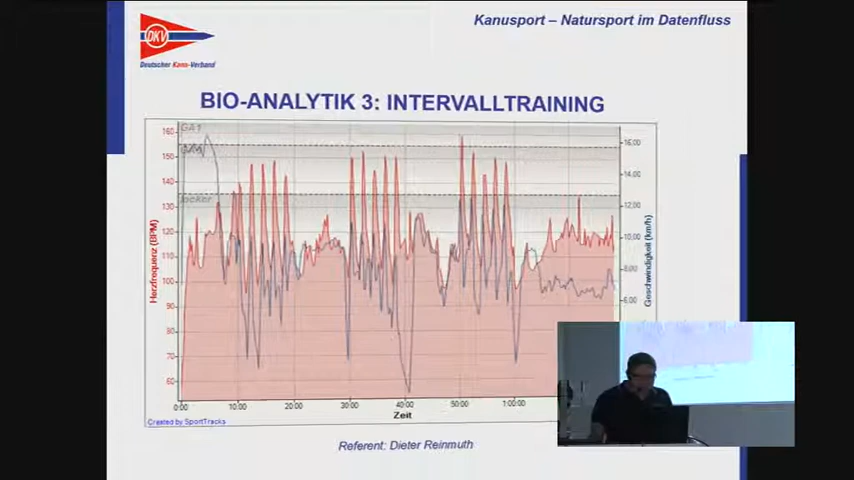 Kanusport – Natursport im Datenfluss
DKV
Deutscher Kanu-Verband
BIO-ANALYTIK 3: INTERVALLTRAINING
GA1
locker
160
150
140
130
120
110
100
90
80
70
60
Herzfrequenz (BPM)
16,00
14,00
12,00
10,00
8,00
6,00
Geschwindigkeit (km/h)
0:00
10:00
20:00
30:00
40:00
50:00
1:00:00
Zeit
Created by SportTracks
Referent: Dieter Reinmuth